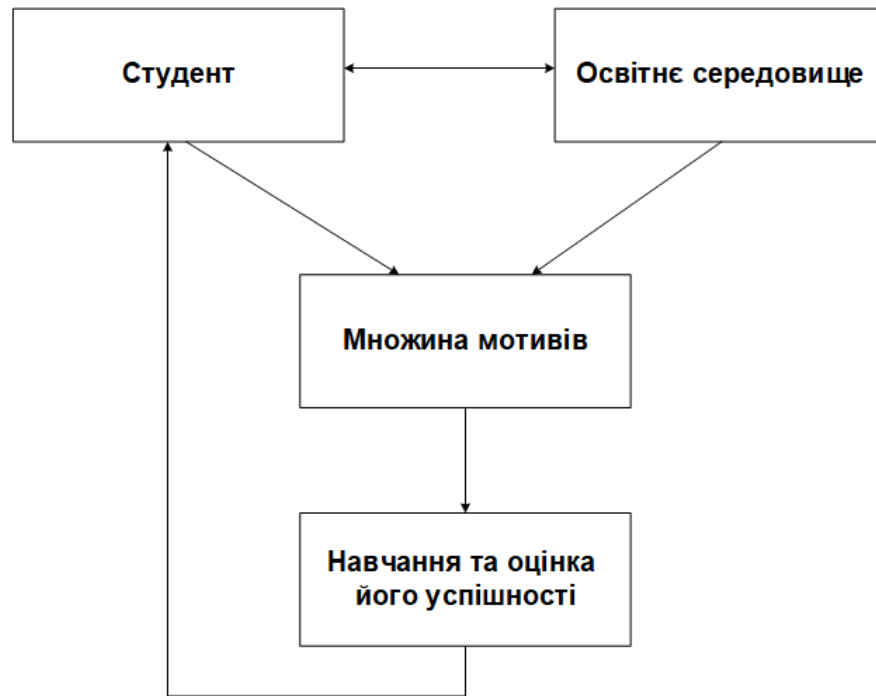 Студент
Освітнє середовище
Множина мотивів
Навчання та оцінка
його успішності